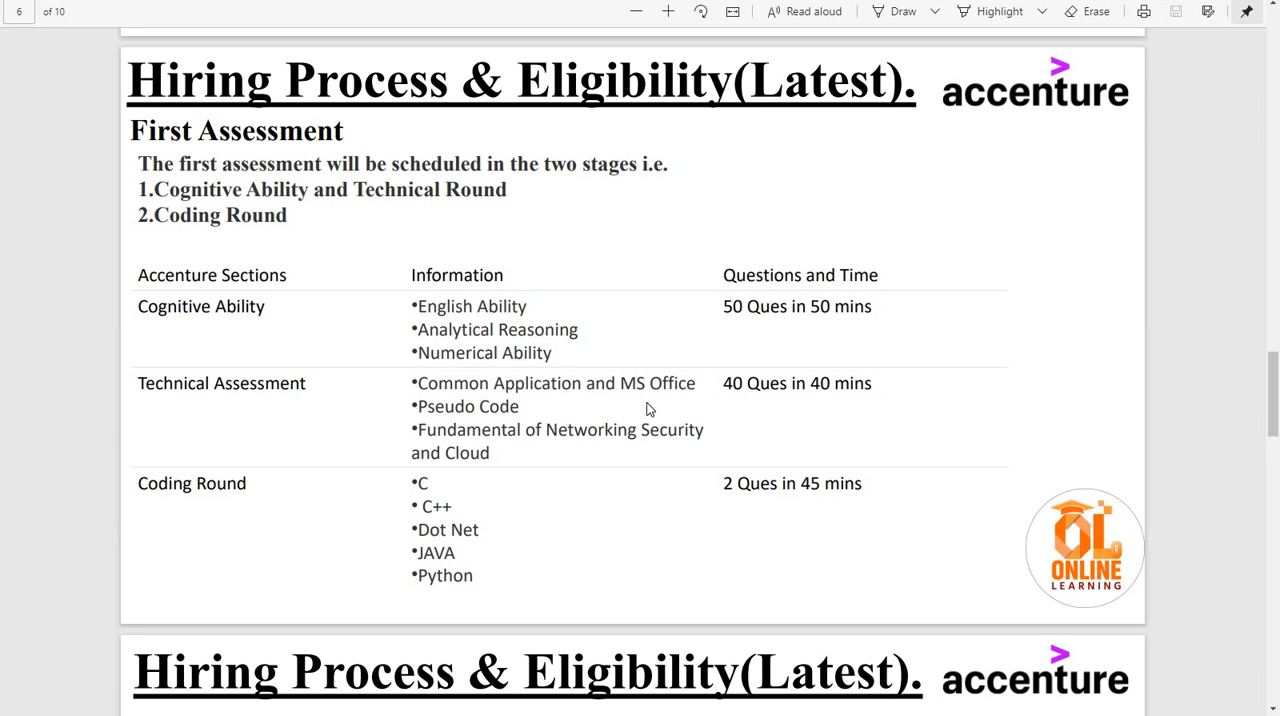 6 of 10 Read aloud Draw Highlight Erase
Hiring Process & Eligibility(Latest). accenture
First Assessment
The first assessment will be scheduled in the two stages i.e.
1.Cognitive Ability and Technical Round
2.Coding Round
Accenture Sections Information Questions and Time
Cognitive Ability •English Ability 50 Ques in 50 mins
•Analytical Reasoning
•Numerical Ability
Technical Assessment •Common Application and MS Office 40 Ques in 40 mins
•Pseudo Code
•Fundamental of Networking Security
and Cloud
Coding Round •C 2 Ques in 45 mins
• C++
•Dot Net
•JAVA
•Python
OL
ONLINE
LEARNING
Hiring Process & Eligibility(Latest). accenture